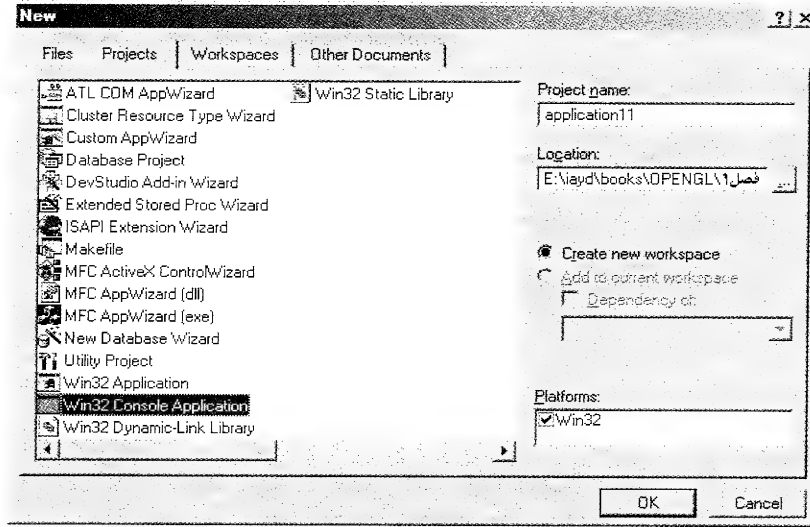 New
Files Projects Workspaces Other Documents
ATL COM AppWizard
Cluster Resource Type Wizard
Custom AppWizard
Database Project
DevStudio Add-in Wizard
Extended Stored Proc Wizard
ISAPI Extension Wizard
Makefile
MFC ActiveX ControlWizard
MFC AppWizard (dll)
MFC AppWizard (exe)
New Database Wizard
Utility Project
Win32 Application
Win32 Console Application
Win32 Dynamic-Link Library
Win32 Static Library
Project name:
application11
Location:
E:\iayd\books\OPENGL\فصل۱ ...
Create new workspace
Add to current workspace
Dependency of:
Platforms:
Win32
OK Cancel